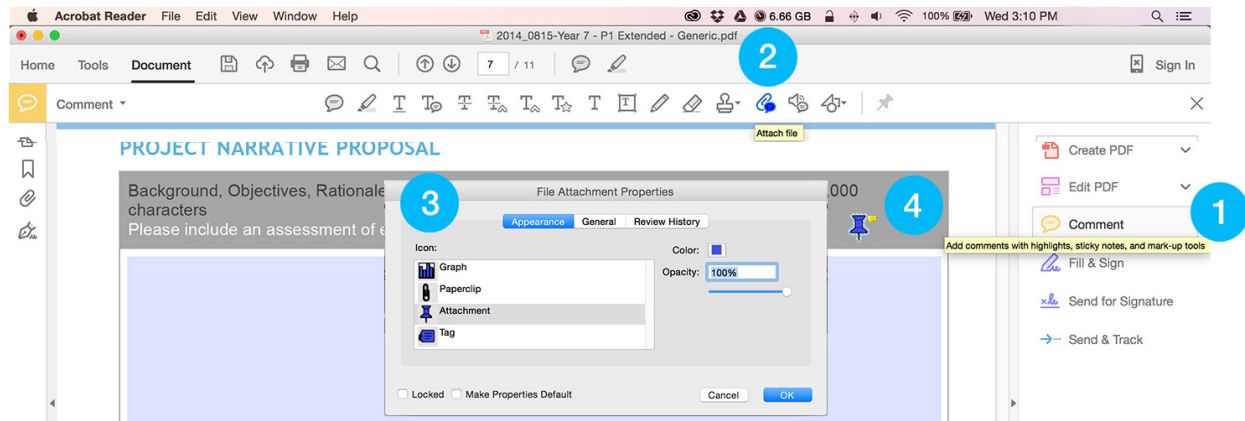 Acrobat Reader File Edit View Window Help 6.66 GB 100% Wed 3:10 PM
2014_0815-Year 7 - P1 Extended - Generic.pdf
Home Tools Document 7 / 11 Sign In
2
Comment
Attach file
PROJECT NARRATIVE PROPOSAL
Background, Objectives, Rationale
,000
characters
Please include an assessment of e
3
File Attachment Properties
Appearance General Review History
Icon:
Graph
Paperclip
Attachment
Tag
Color:
Opacity: 100%
Locked Make Properties Default Cancel OK
4
Create PDF
Edit PDF
Comment
1
Add comments with highlights, sticky notes, and mark-up tools
Fill & Sign
Send for Signature
Send & Track